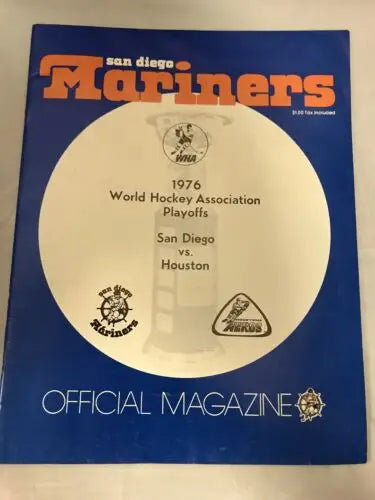 san diego
Mariners
$1.00 Tax Included
WHA
1976
World Hockey Association
Playoffs
San Diego
vs.
Houston
san diego
Mariners
AEROS
OFFICIAL MAGAZINE